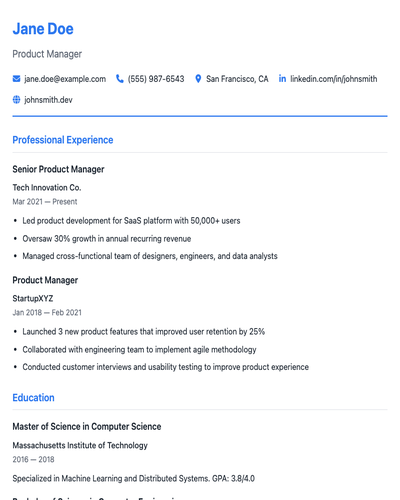 Jane Doe
Product Manager
jane.doe@example.com (555) 987-6543 San Francisco, CA linkedin.com/in/johnsmith
johnsmith.dev
Professional Experience
Senior Product Manager
Tech Innovation Co.
Mar 2021 — Present
• Led product development for SaaS platform with 50,000+ users
• Oversaw 30% growth in annual recurring revenue
• Managed cross-functional team of designers, engineers, and data analysts
Product Manager
StartupXYZ
Jan 2018 — Feb 2021
• Launched 3 new product features that improved user retention by 25%
• Collaborated with engineering team to implement agile methodology
• Conducted customer interviews and usability testing to improve product experience
Education
Master of Science in Computer Science
Massachusetts Institute of Technology
2016 — 2018
Specialized in Machine Learning and Distributed Systems. GPA: 3.8/4.0